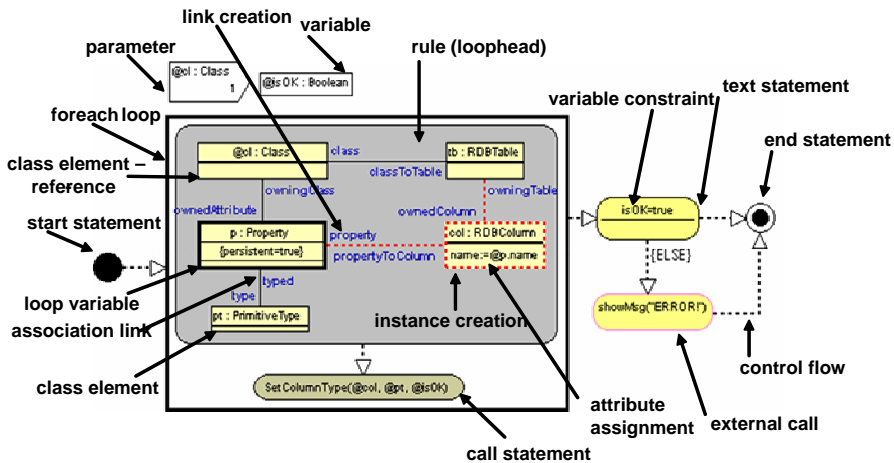 link creation
parameter
variable
rule (loophead)
@cl : Class
1
@isOK : Boolean
variable constraint
text statement
foreach loop
end statement
class element –
reference
@cl : Class
class
tb : RDBTable
classToTable
owningClass
owningTable
ownedAttribute
ownedColumn
start statement
isOK=true
p : Property
{persistent=true}
property
propertyToColumn
col : RDBColumn
name:=@p.name
{ELSE}
loop variable
typed
type
association link
pt : PrimitiveType
instance creation
showMsg("ERROR!")
class element
control flow
SetColumnType(@col, @pt, @isOK)
attribute
assignment
external call
call statement